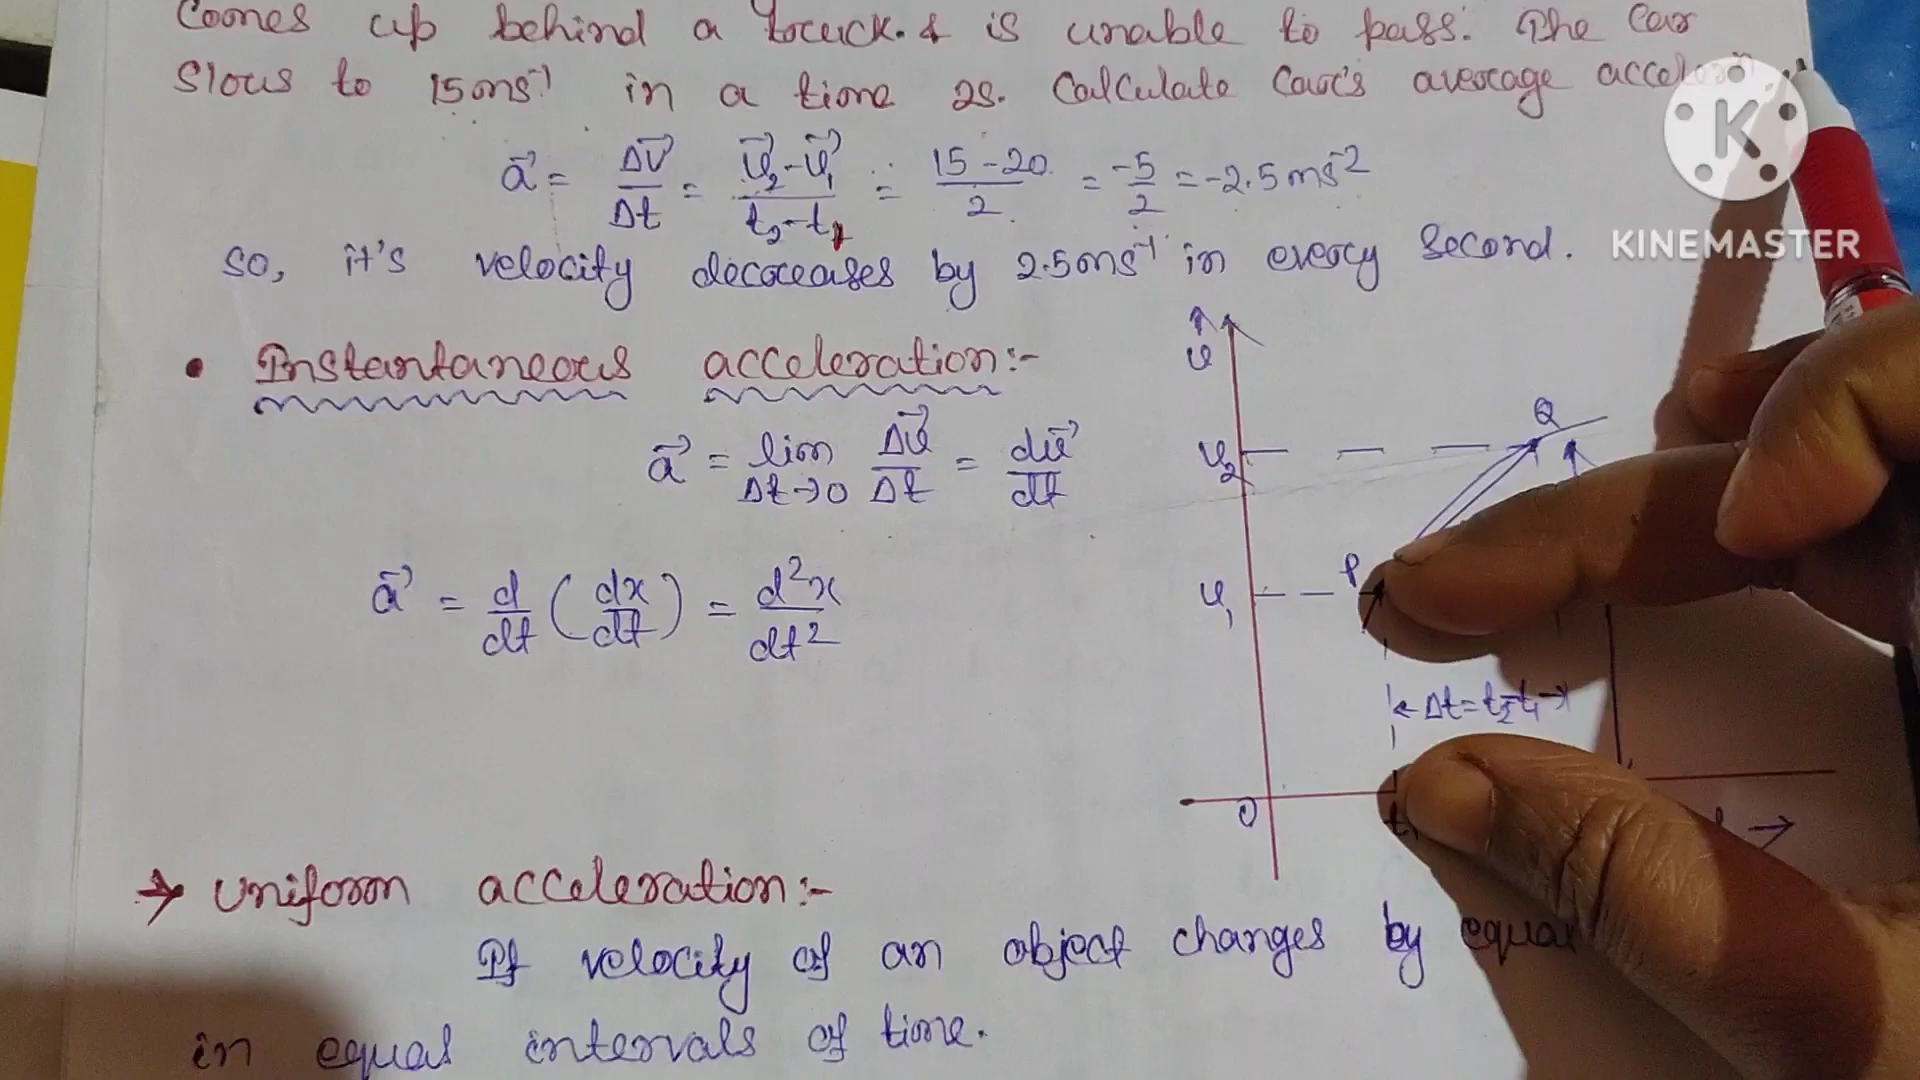 Comes up behind a truck. & is unable to pass. The car
slows to 15ms⁻¹ in a time 2s. Calculate Car's average
a⃗ = ΔV⃗/Δt = (v⃗₂-v⃗₁)/(t₂-t₁) = (15-20)/2 = -5/2 = -2.5ms⁻²
So, it's velocity decreases by 2.5ms⁻¹ in every second.
KINEMASTER
• Instantaneous acceleration:-
a⃗ = lim Δt→0 Δv⃗/Δt = dv⃗/dt
a⃗ = d/dt (dx/dt) = d²x/dt²
v
Q
v₂
P
v₁
Δt=t₂-t₁
O
t₁
→ Uniform acceleration:-
If velocity of an object changes by equal
in equal intervals of time.